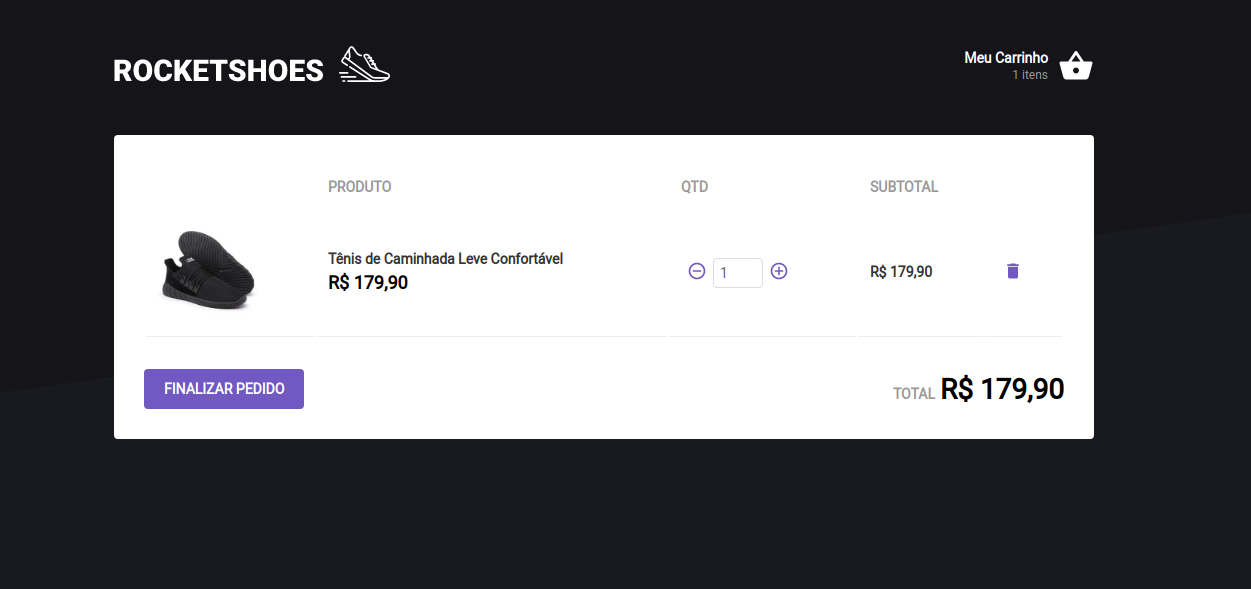 ROCKETSHOES
Meu Carrinho
1 itens
PRODUTO QTD SUBTOTAL
Tênis de Caminhada Leve Confortável
R$ 179,90
1
R$ 179,90
FINALIZAR PEDIDO
TOTAL R$ 179,90